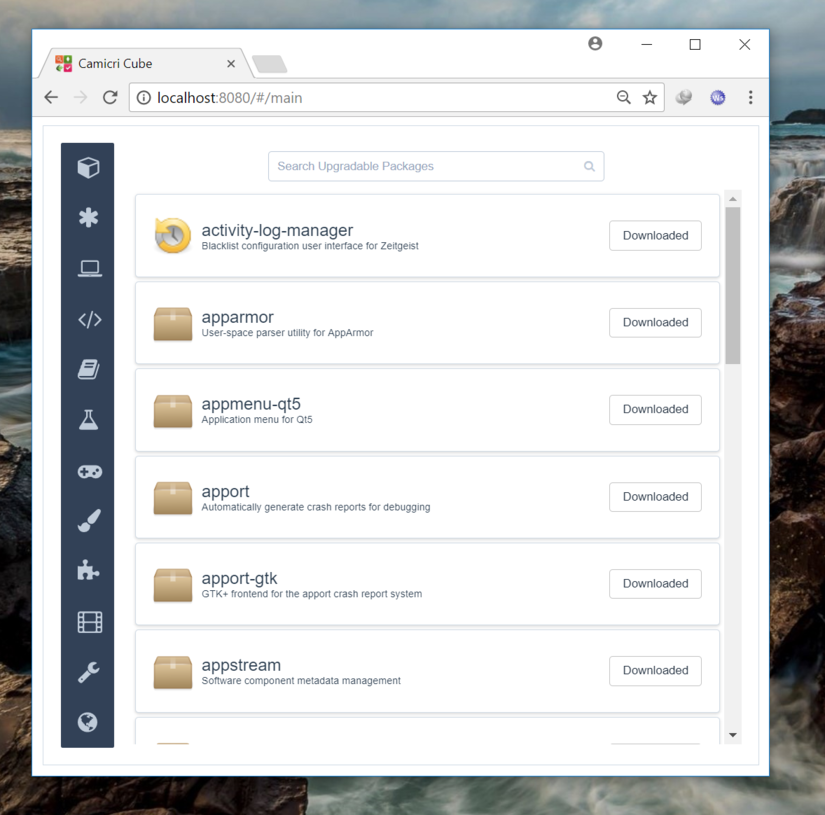 Camicri Cube
localhost:8080/#/main
Ws
Search Upgradable Packages
activity-log-manager
Blacklist configuration user interface for Zeitgeist
Downloaded
apparmor
User-space parser utility for AppArmor
Downloaded
appmenu-qt5
Application menu for Qt5
Downloaded
apport
Automatically generate crash reports for debugging
Downloaded
apport-gtk
GTK+ frontend for the apport crash report system
Downloaded
appstream
Software component metadata management
Downloaded